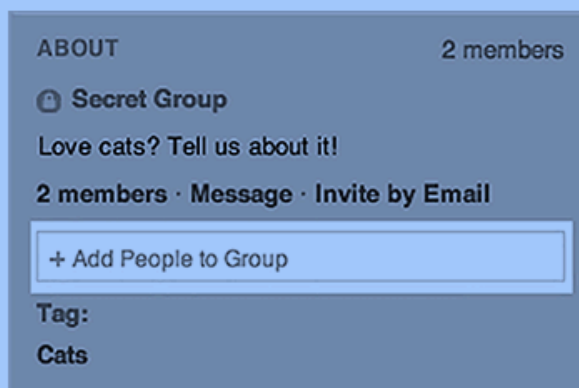 ABOUT 2 members
Secret Group
Love cats? Tell us about it!
2 members · Message · Invite by Email
+ Add People to Group
Tag:
Cats